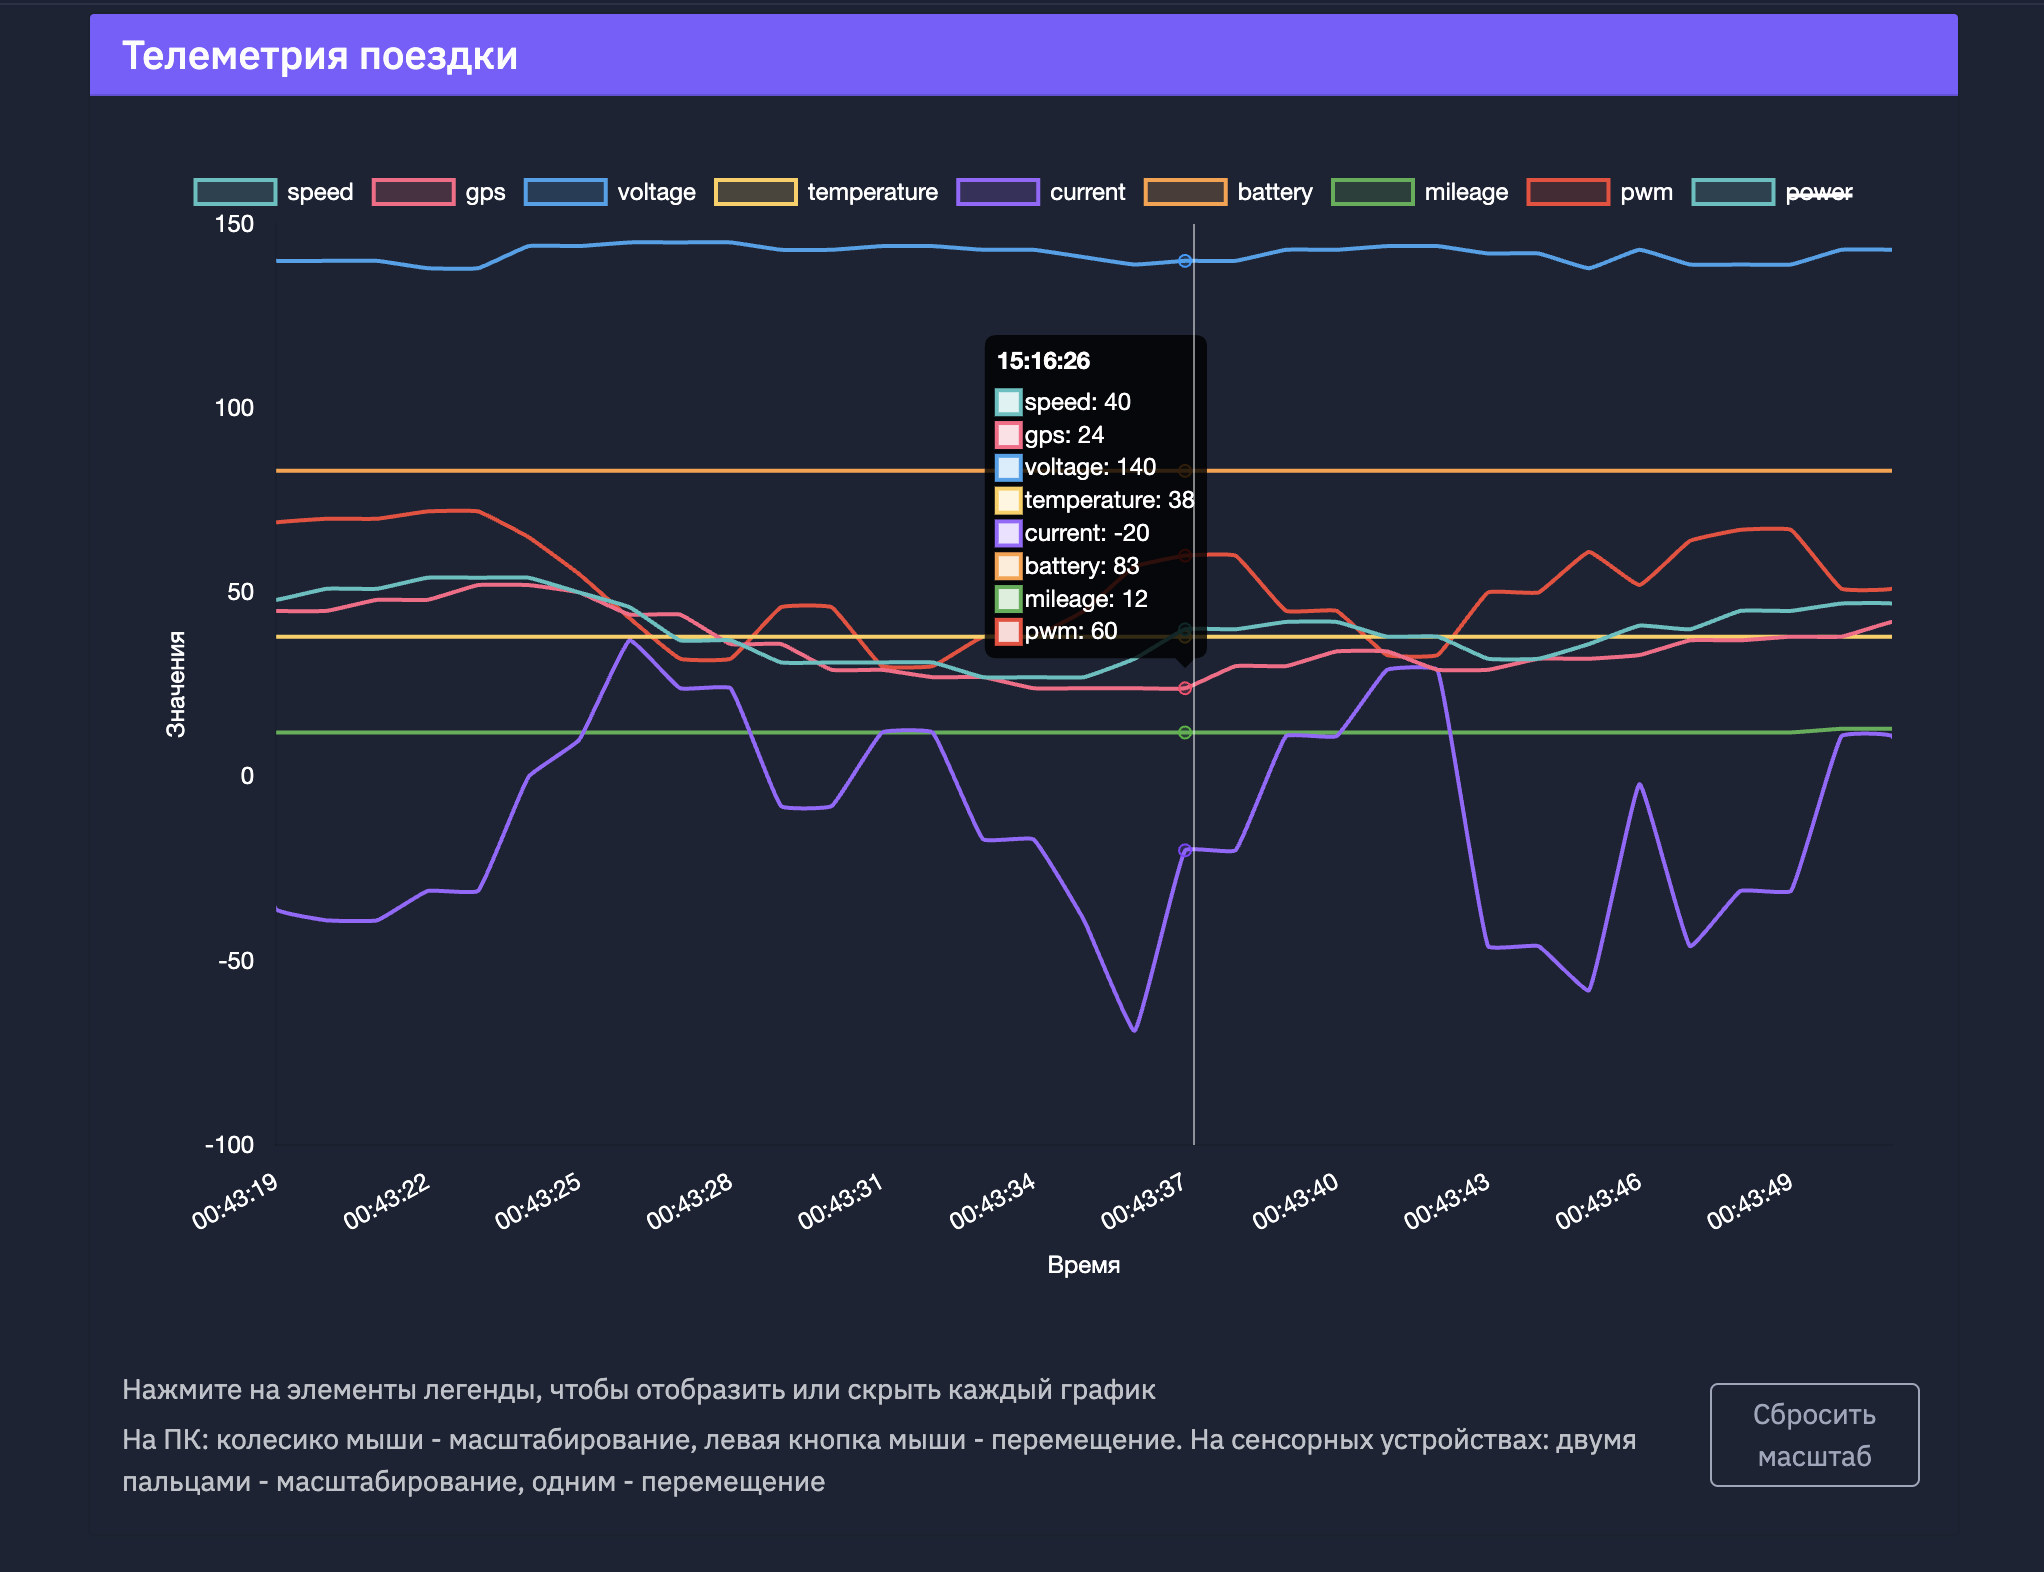 Телеметрия поездки
speed gps voltage temperature current battery mileage pwm power
150
100
50
0
-50
-100
Значения
15:16:26
speed: 40
gps: 24
voltage: 140
temperature: 38
current: -20
battery: 83
mileage: 12
pwm: 60
00:43:19 00:43:22 00:43:25 00:43:28 00:43:31 00:43:34 00:43:37 00:43:40 00:43:43 00:43:46 00:43:49
Время
Нажмите на элементы легенды, чтобы отобразить или скрыть каждый график
На ПК: колесико мыши - масштабирование, левая кнопка мыши - перемещение. На сенсорных устройствах: двумя
пальцами - масштабирование, одним - перемещение
Сбросить
масштаб